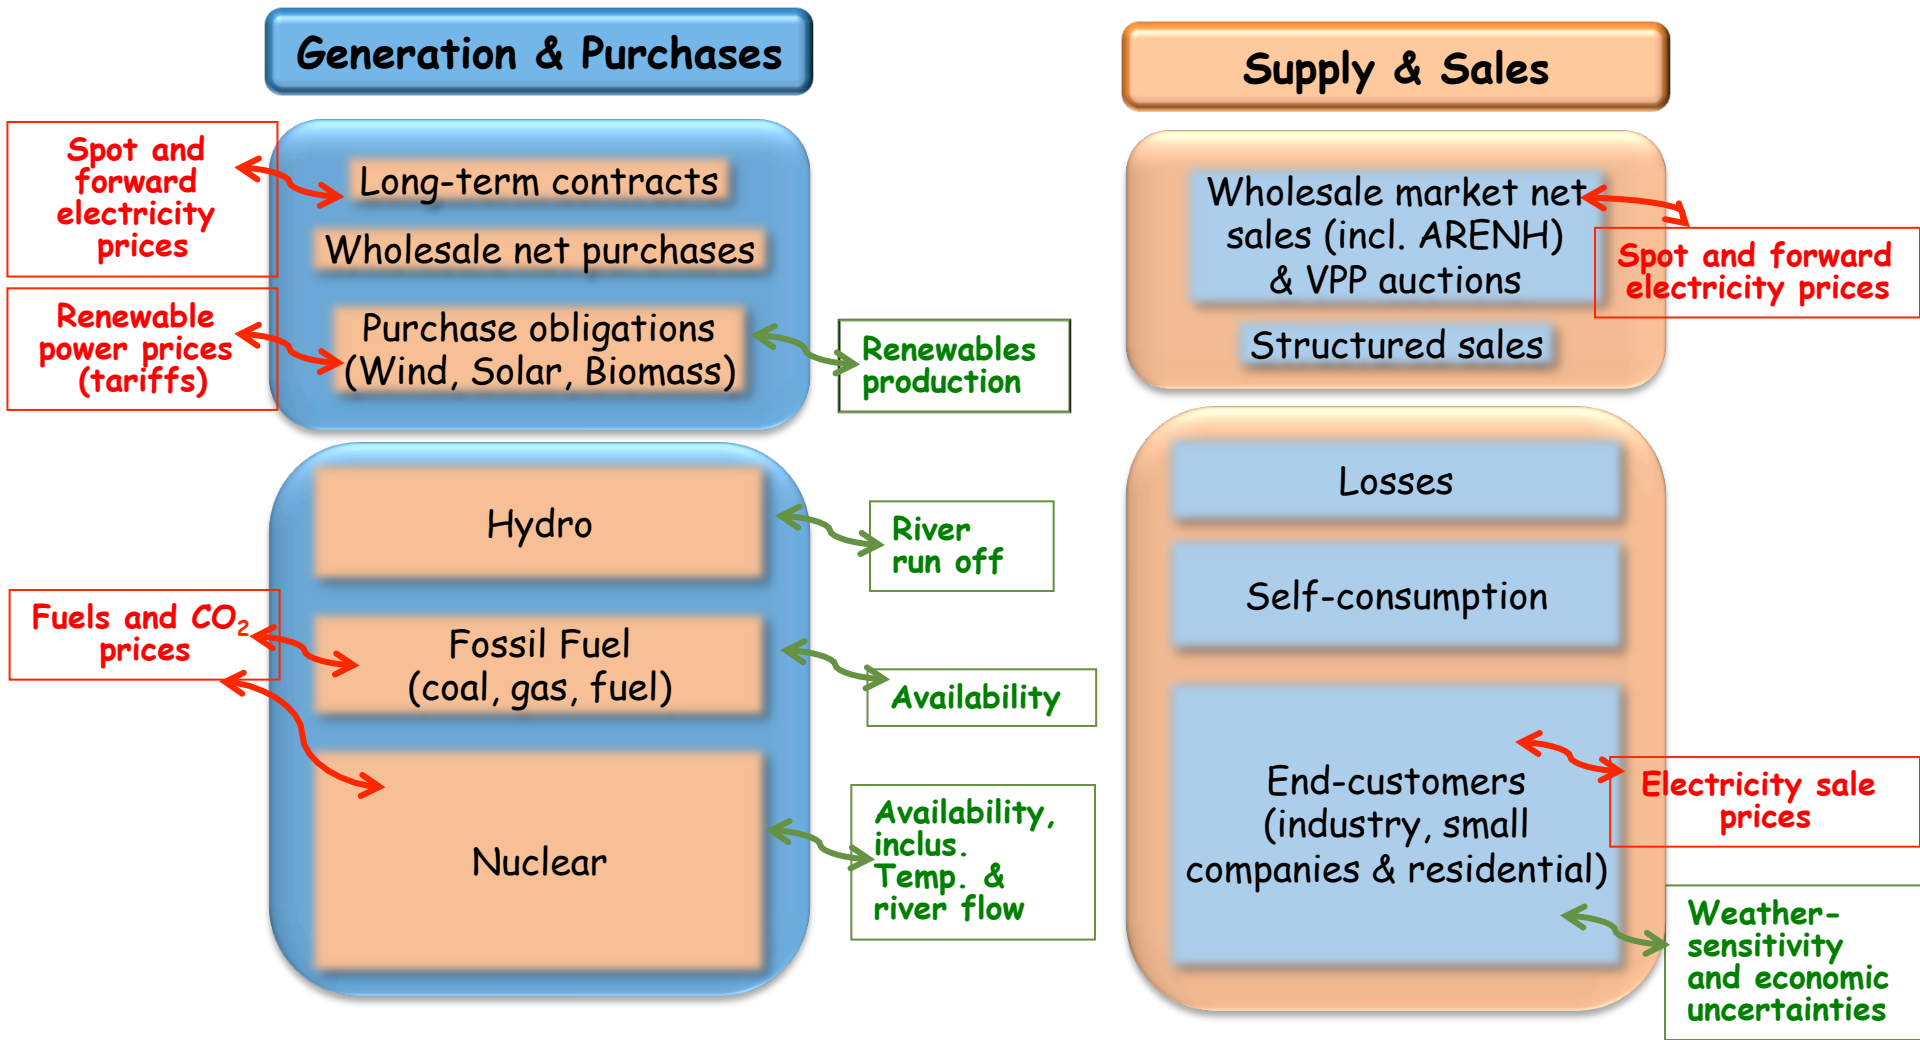 Generation & Purchases
Spot and
forward
electricity
prices
Long-term contracts
Wholesale net purchases
Renewable
power prices
(tariffs)
Purchase obligations
(Wind, Solar, Biomass)
Renewables
production
Hydro
River
run off
Fuels and CO₂
prices
Fossil Fuel
(coal, gas, fuel)
Availability
Nuclear
Availability,
inclus.
Temp. &
river flow
Supply & Sales
Wholesale market net
sales (incl. ARENH)
& VPP auctions
Spot and forward
electricity prices
Structured sales
Losses
Self-consumption
End-customers
(industry, small
companies & residential)
Electricity sale
prices
Weather-
sensitivity
and economic
uncertainties